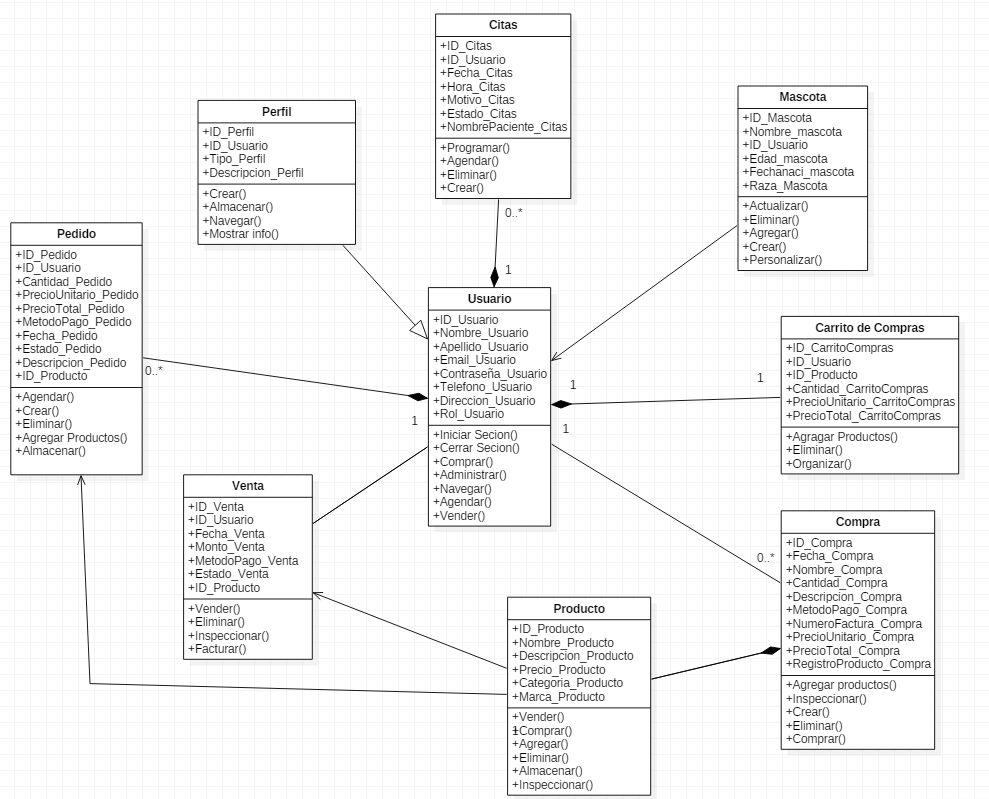 Citas
+ID_Citas
+ID_Usuario
+Fecha_Citas
+Hora_Citas
+Motivo_Citas
+Estado_Citas
+NombrePaciente_Citas
+Programar()
+Agendar()
+Eliminar()
+Crear()
0..*
1
Perfil
+ID_Perfil
+ID_Usuario
+Tipo_Perfil
+Descripcion_Perfil
+Crear()
+Almacenar()
+Navegar()
+Mostrar info()
Mascota
+ID_Mascota
+Nombre_mascota
+ID_Usuario
+Edad_mascota
+Fechanaci_mascota
+Raza_Mascota
+Actualizar()
+Eliminar()
+Agregar()
+Crear()
+Personalizar()
Pedido
+ID_Pedido
+ID_Usuario
+Cantidad_Pedido
+PrecioUnitario_Pedido
+PrecioTotal_Pedido
+MetodoPago_Pedido
+Fecha_Pedido
+Estado_Pedido
+Descripcion_Pedido
+ID_Producto
+Agendar()
+Crear()
+Eliminar()
+Agregar Productos()
+Almacenar()
0..*
1
Usuario
+ID_Usuario
+Nombre_Usuario
+Apellido_Usuario
+Email_Usuario
+Contraseña_Usuario
+Telefono_Usuario
+Direccion_Usuario
+Rol_Usuario
+Iniciar Secion()
+Cerrar Secion()
+Comprar()
+Administrar()
+Navegar()
+Agendar()
+Vender()
1
1
1
Carrito de Compras
+ID_CarritoCompras
+ID_Usuario
+ID_Producto
+Cantidad_CarritoCompras
+PrecioUnitario_CarritoCompras
+PrecioTotal_CarritoCompras
+Agragar Productos()
+Eliminar()
+Organizar()
Venta
+ID_Venta
+ID_Usuario
+Fecha_Venta
+Monto_Venta
+MetodoPago_Venta
+Estado_Venta
+ID_Producto
+Vender()
+Eliminar()
+Inspeccionar()
+Facturar()
0..*
Compra
+ID_Compra
+Fecha_Compra
+Nombre_Compra
+Cantidad_Compra
+Descripcion_Compra
+MetodoPago_Compra
+NumeroFactura_Compra
+PrecioUnitario_Compra
+PrecioTotal_Compra
+RegistroProducto_Compra
+Agregar productos()
+Inspeccionar()
+Crear()
+Eliminar()
+Comprar()
Producto
+ID_Producto
+Nombre_Producto
+Descripcion_Producto
+Precio_Producto
+Categoria_Producto
+Marca_Producto
+Vender()
+Comprar()
1
+Agregar()
+Eliminar()
+Almacenar()
+Inspeccionar()